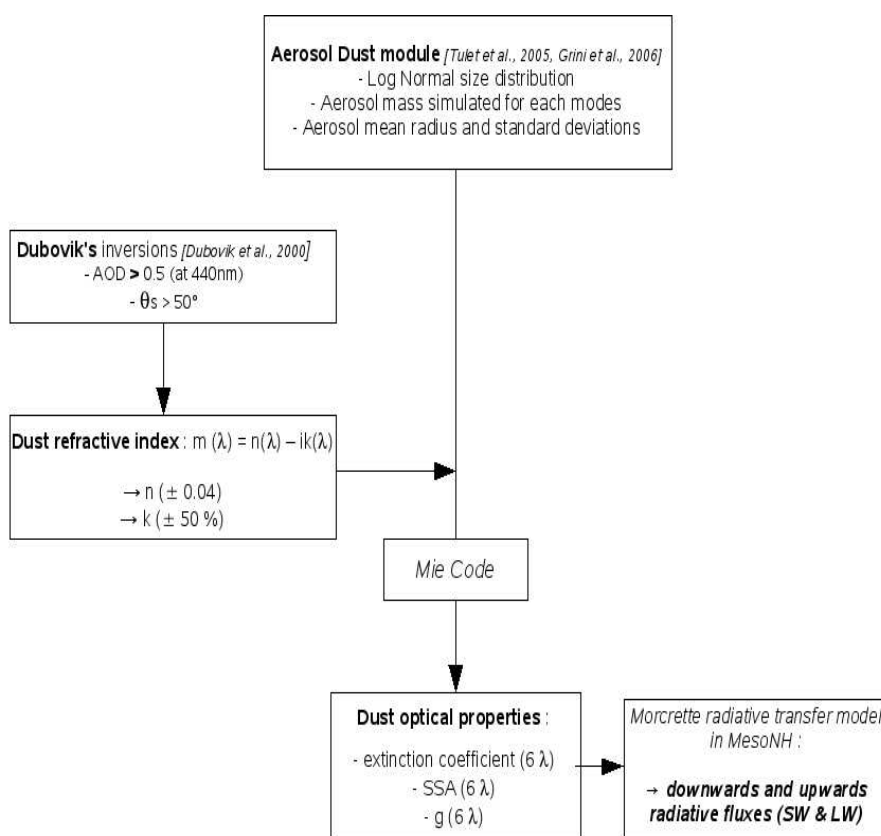 Aerosol Dust module [Tulet et al., 2005, Grini et al., 2006]
- Log Normal size distribution
- Aerosol mass simulated for each modes
- Aerosol mean radius and standard deviations
Dubovik's inversions [Dubovik et al., 2000]
- AOD > 0.5 (at 440nm)
- θs > 50°
Dust refractive index : m (λ) = n(λ) – ik(λ)
→ n (± 0.04)
→ k (± 50 %)
Mie Code
Dust optical properties :
- extinction coefficient (6 λ)
- SSA (6 λ)
- g (6 λ)
Morcrette radiative transfer model
in MesoNH :
→ downwards and upwards
radiative fluxes (SW & LW)